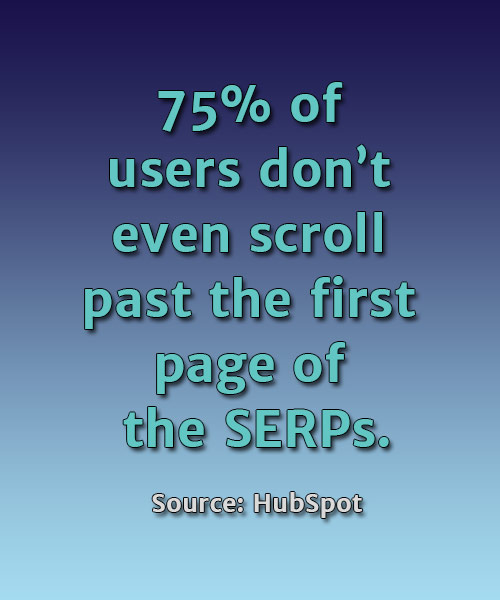 75% of
users don’t
even scroll
past the first
page of
the SERPs.
Source: HubSpot